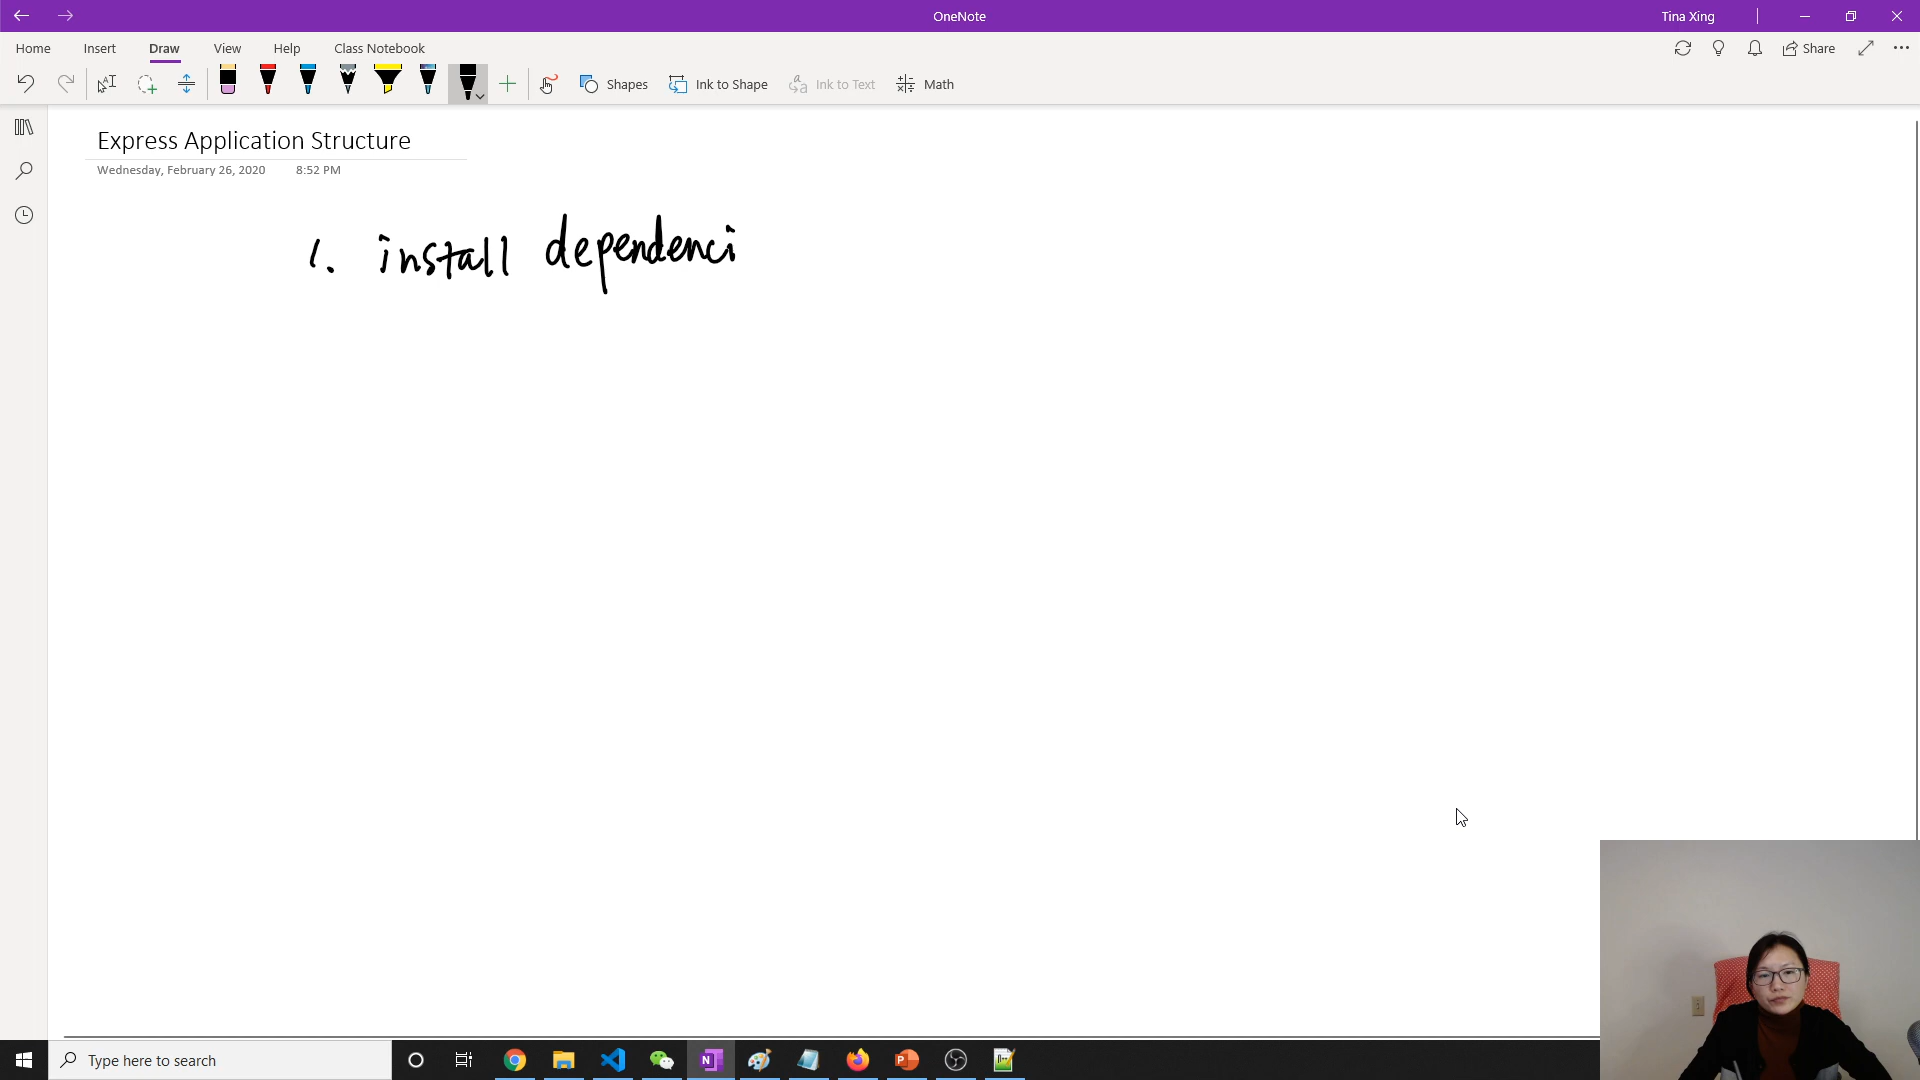 OneNote
Tina Xing
Home Insert Draw View Help Class Notebook
Share
Shapes Ink to Shape Ink to Text Math
Express Application Structure
Wednesday, February 26, 2020 8:52 PM
1. install dependenci
Type here to search